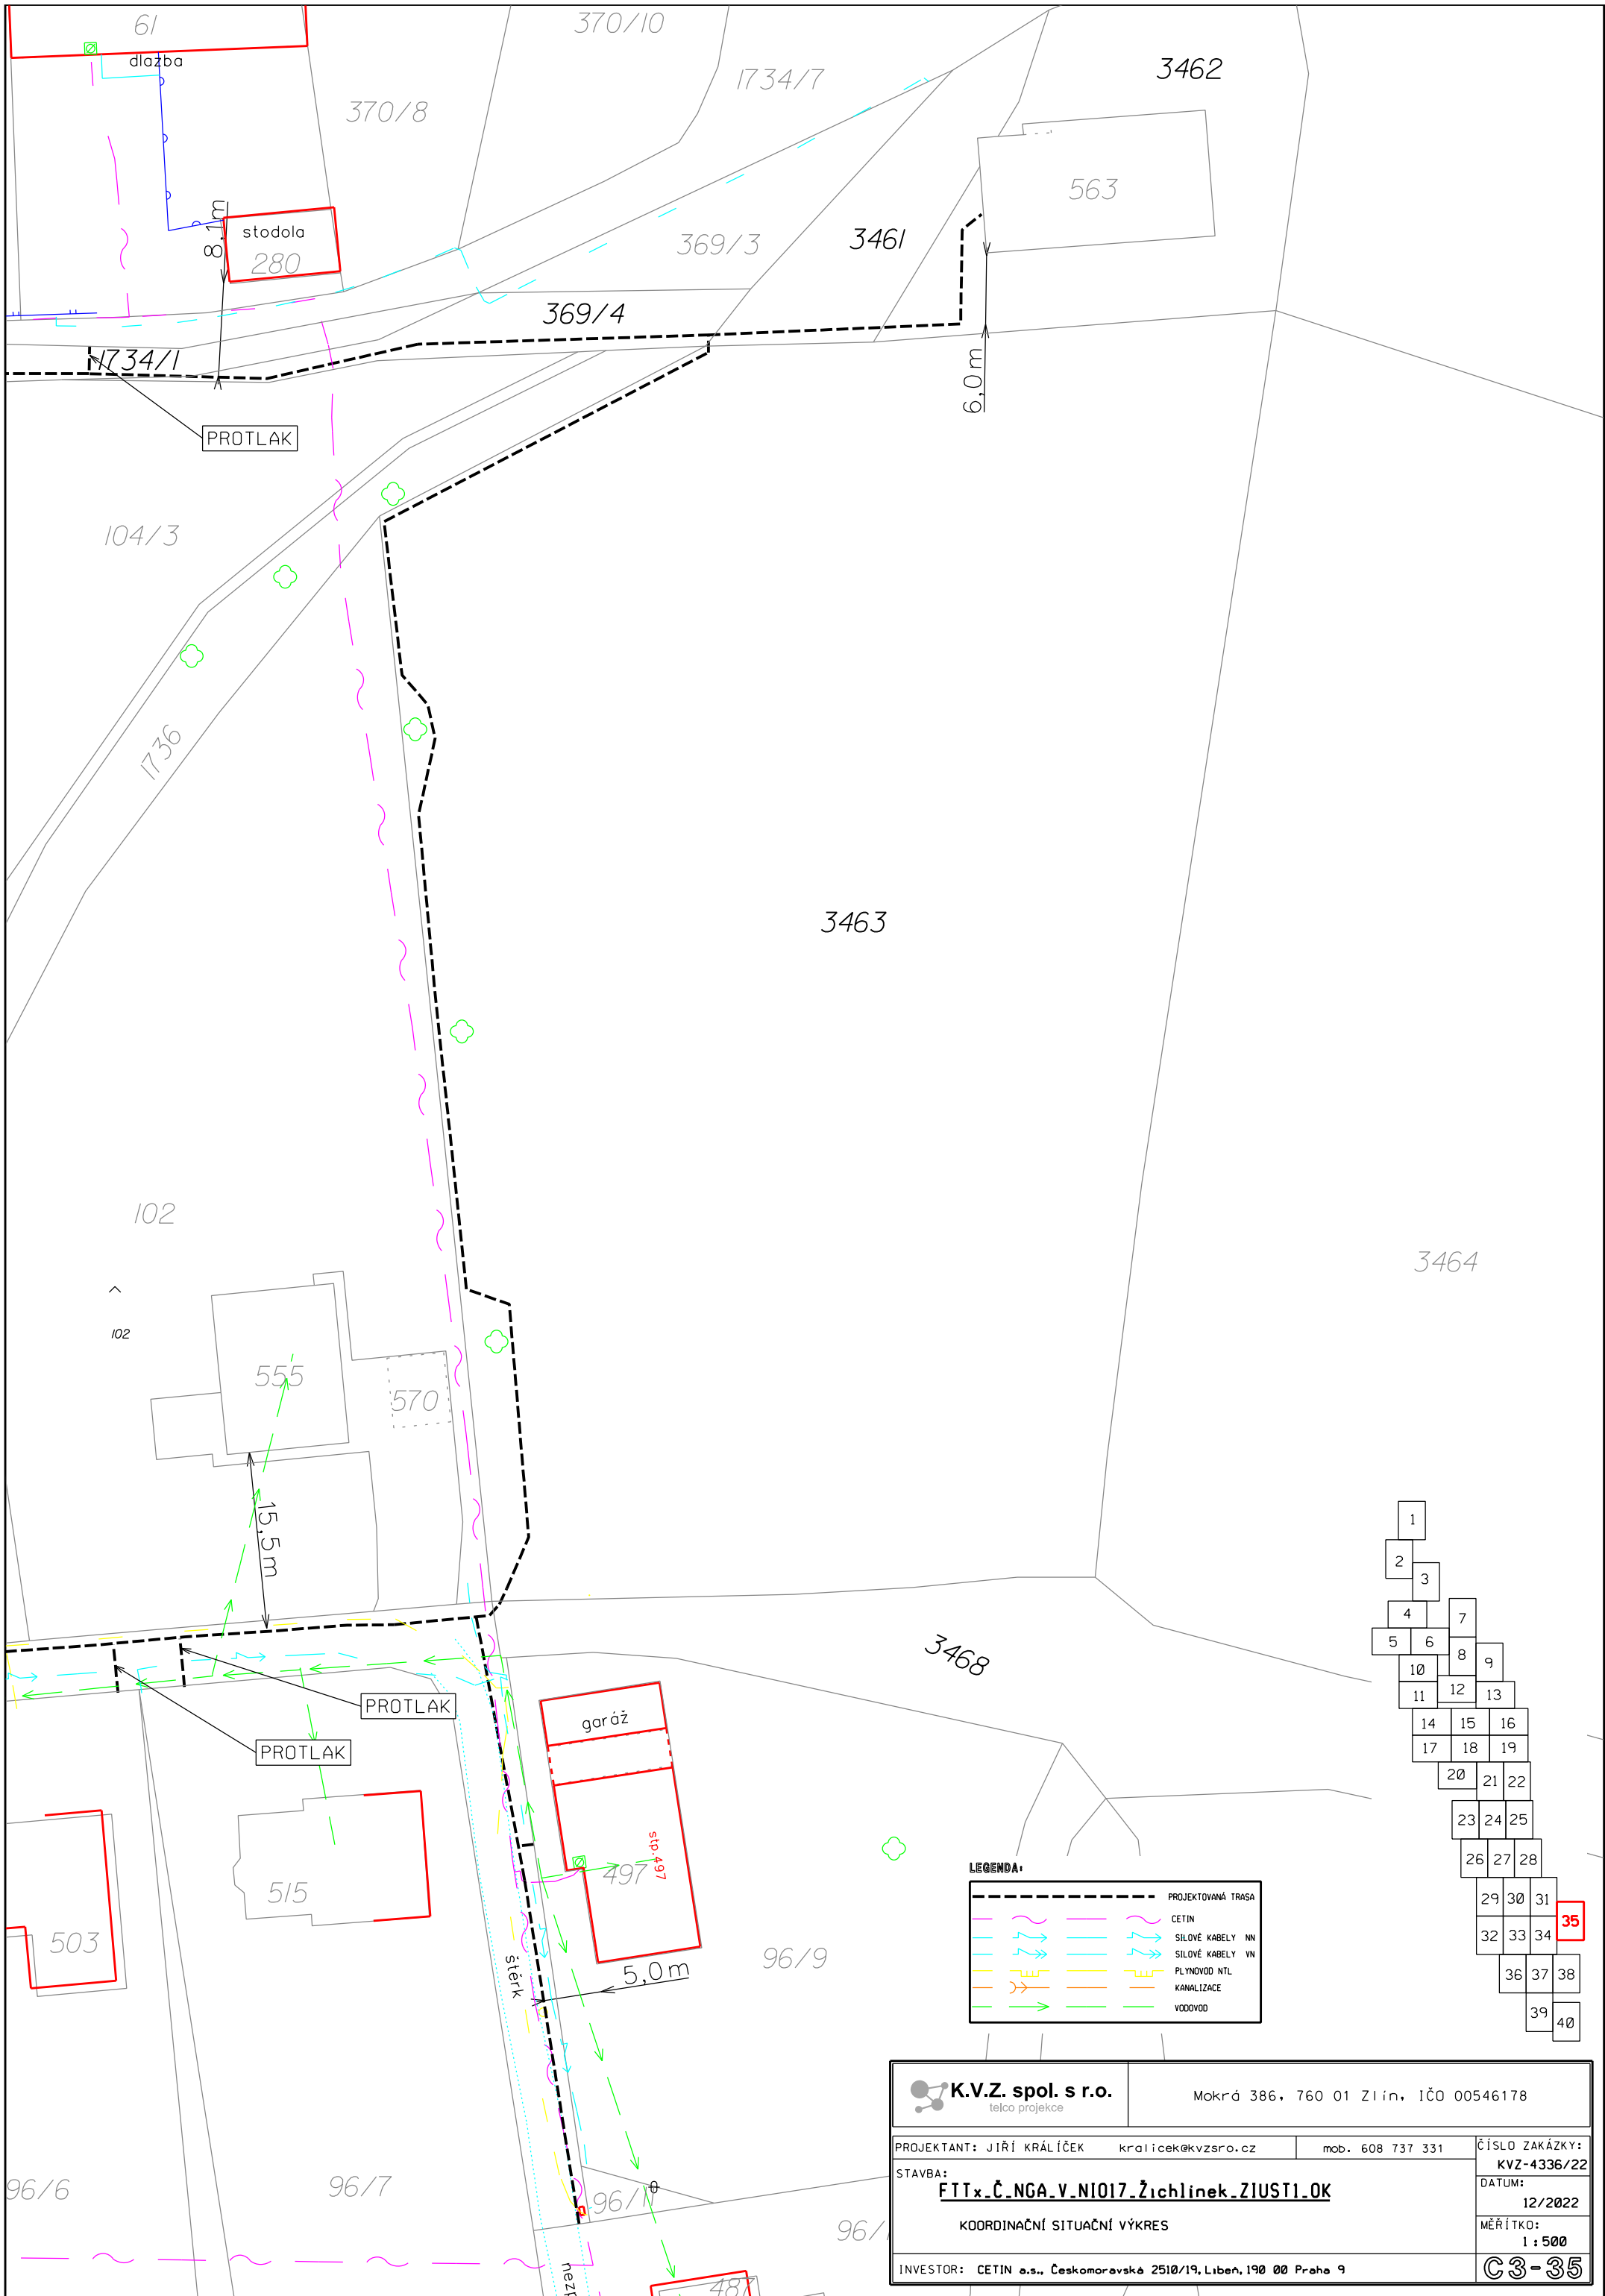 61
dlažba
370/10
370/8
1734/7
3462
563
8.1m
stodola
280
369/3
3461
369/4
1734/1
6,0m
PROTLAK
104/3
1736
3463
102
3464
102
555
570
15,5m
3468
PROTLAK
PROTLAK
garáž
stp.497
497
515
503
štěrk
5,0m
96/9
96/6
96/7
96/11
487
1
2
3
4
7
5
6
8
9
10
12
11
13
14
15
16
17
18
19
20
21
22
23
24
25
26
27
28
29
30
31
35
32
33
34
36
37
38
39
40
LEGENDA:
PROJEKTOVANÁ TRASA
CETIN
SILOVÉ KABELY NN
SILOVÉ KABELY VN
PLYNOVOD NTL
KANALIZACE
VODOVOD
K.V.Z. spol. s r.o.
telco projekce
Mokrá 386, 760 01 Zlín, IČO 00546178
PROJEKTANT: JIŘÍ KRÁLÍČEK kralicek@kvzsro.cz mob. 608 737 331
ČÍSLO ZAKÁZKY:
KVZ-4336/22
STAVBA:
FTTx_Č_NGA_V_NI017_Žichlínek_ZIUST1_OK
DATUM:
12/2022
KOORDINAČNÍ SITUAČNÍ VÝKRES
MĚŘÍTKO:
1:500
INVESTOR: CETIN a.s., Českomoravská 2510/19, Libeň, 190 00 Praha 9
C3-35